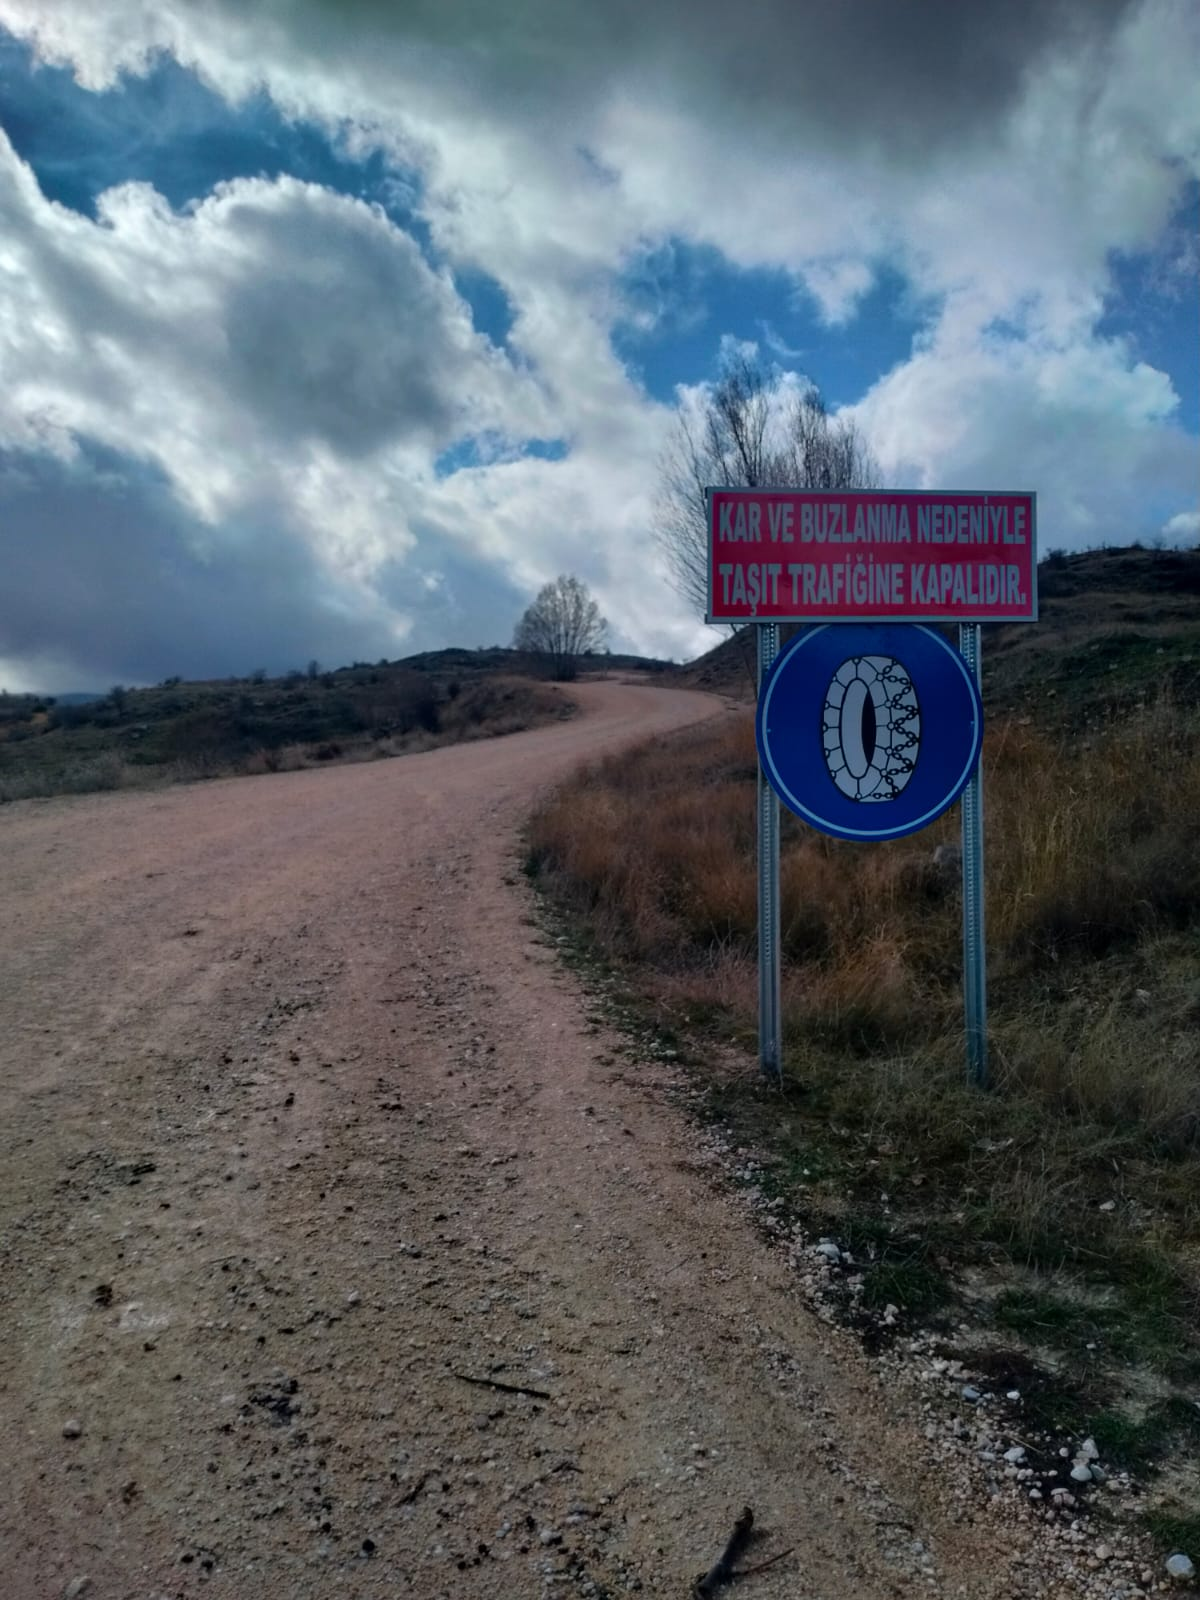 KAR VE BUZLANMA NEDENİYLE
TAŞIT TRAFİĞİNE KAPALIDIR.